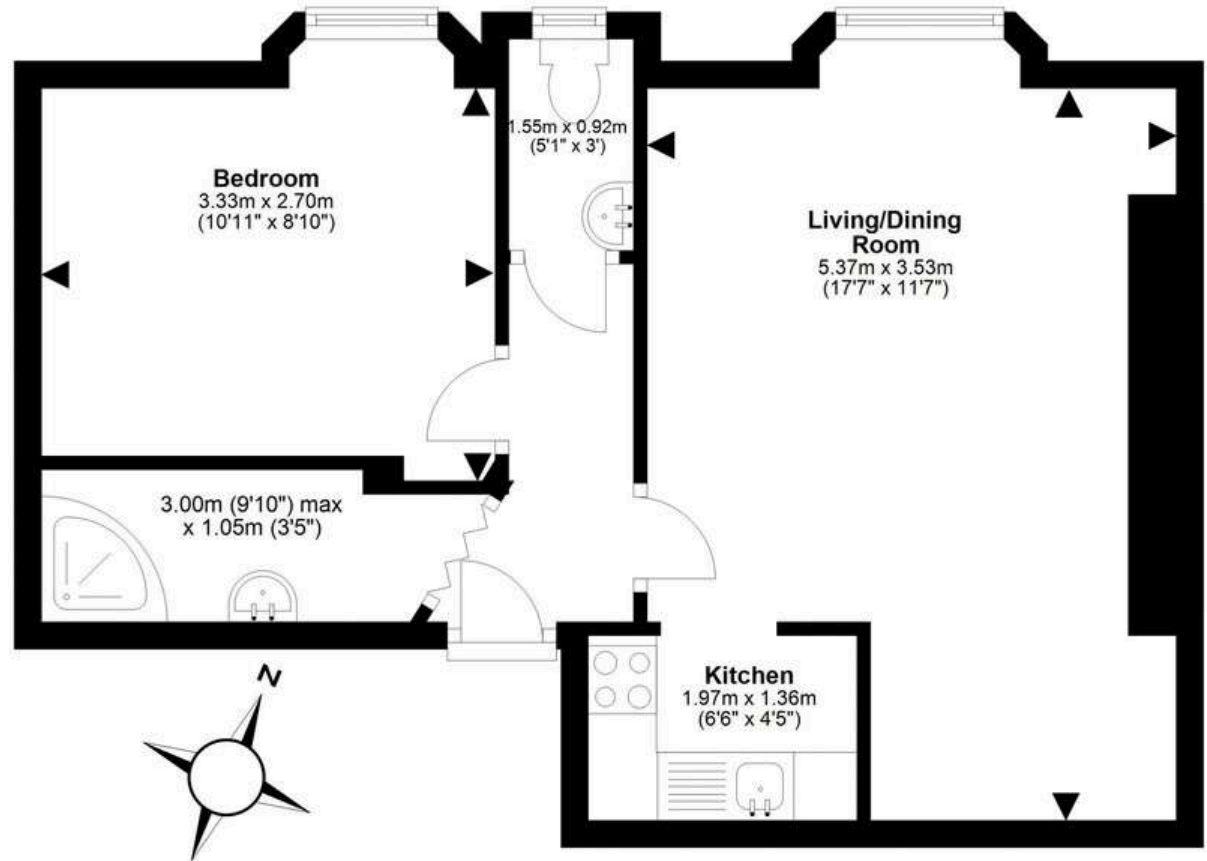 1.55m x 0.92m
(5'1" x 3')
Bedroom
3.33m x 2.70m
(10'11" x 8'10")
Living/Dining
Room
5.37m x 3.53m
(17'7" x 11'7")
3.00m (9'10") max
x 1.05m (3'5")
Kitchen
1.97m x 1.36m
(6'6" x 4'5")
N